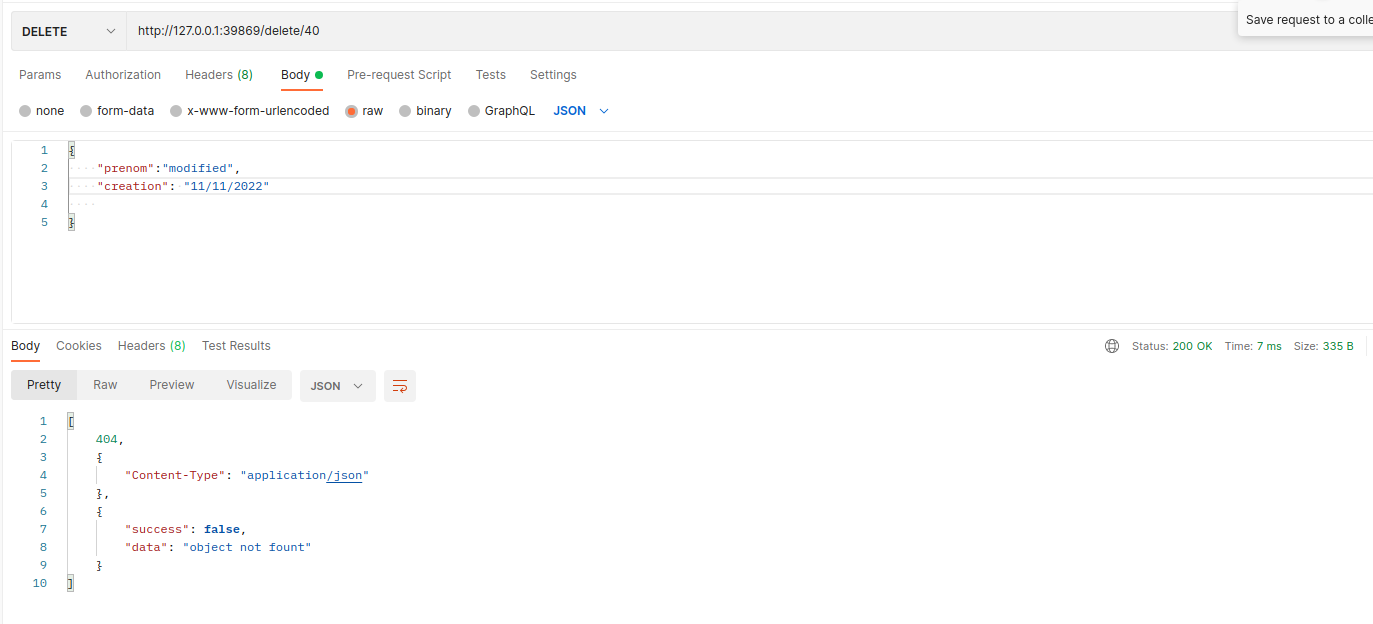 DELETE http://127.0.0.1:39869/delete/40 Save request to a colle
Params Authorization Headers (8) Body Pre-request Script Tests Settings
none form-data x-www-form-urlencoded raw binary GraphQL JSON
1 {
2 "prenom":"modified",
3 "creation": "11/11/2022"
4
5 }
Body Cookies Headers (8) Test Results Status: 200 OK Time: 7 ms Size: 335 B
Pretty Raw Preview Visualize JSON
1 [
2 404,
3 {
4 "Content-Type": "application/json"
5 },
6 {
7 "success": false,
8 "data": "object not fount"
9 }
10 ]